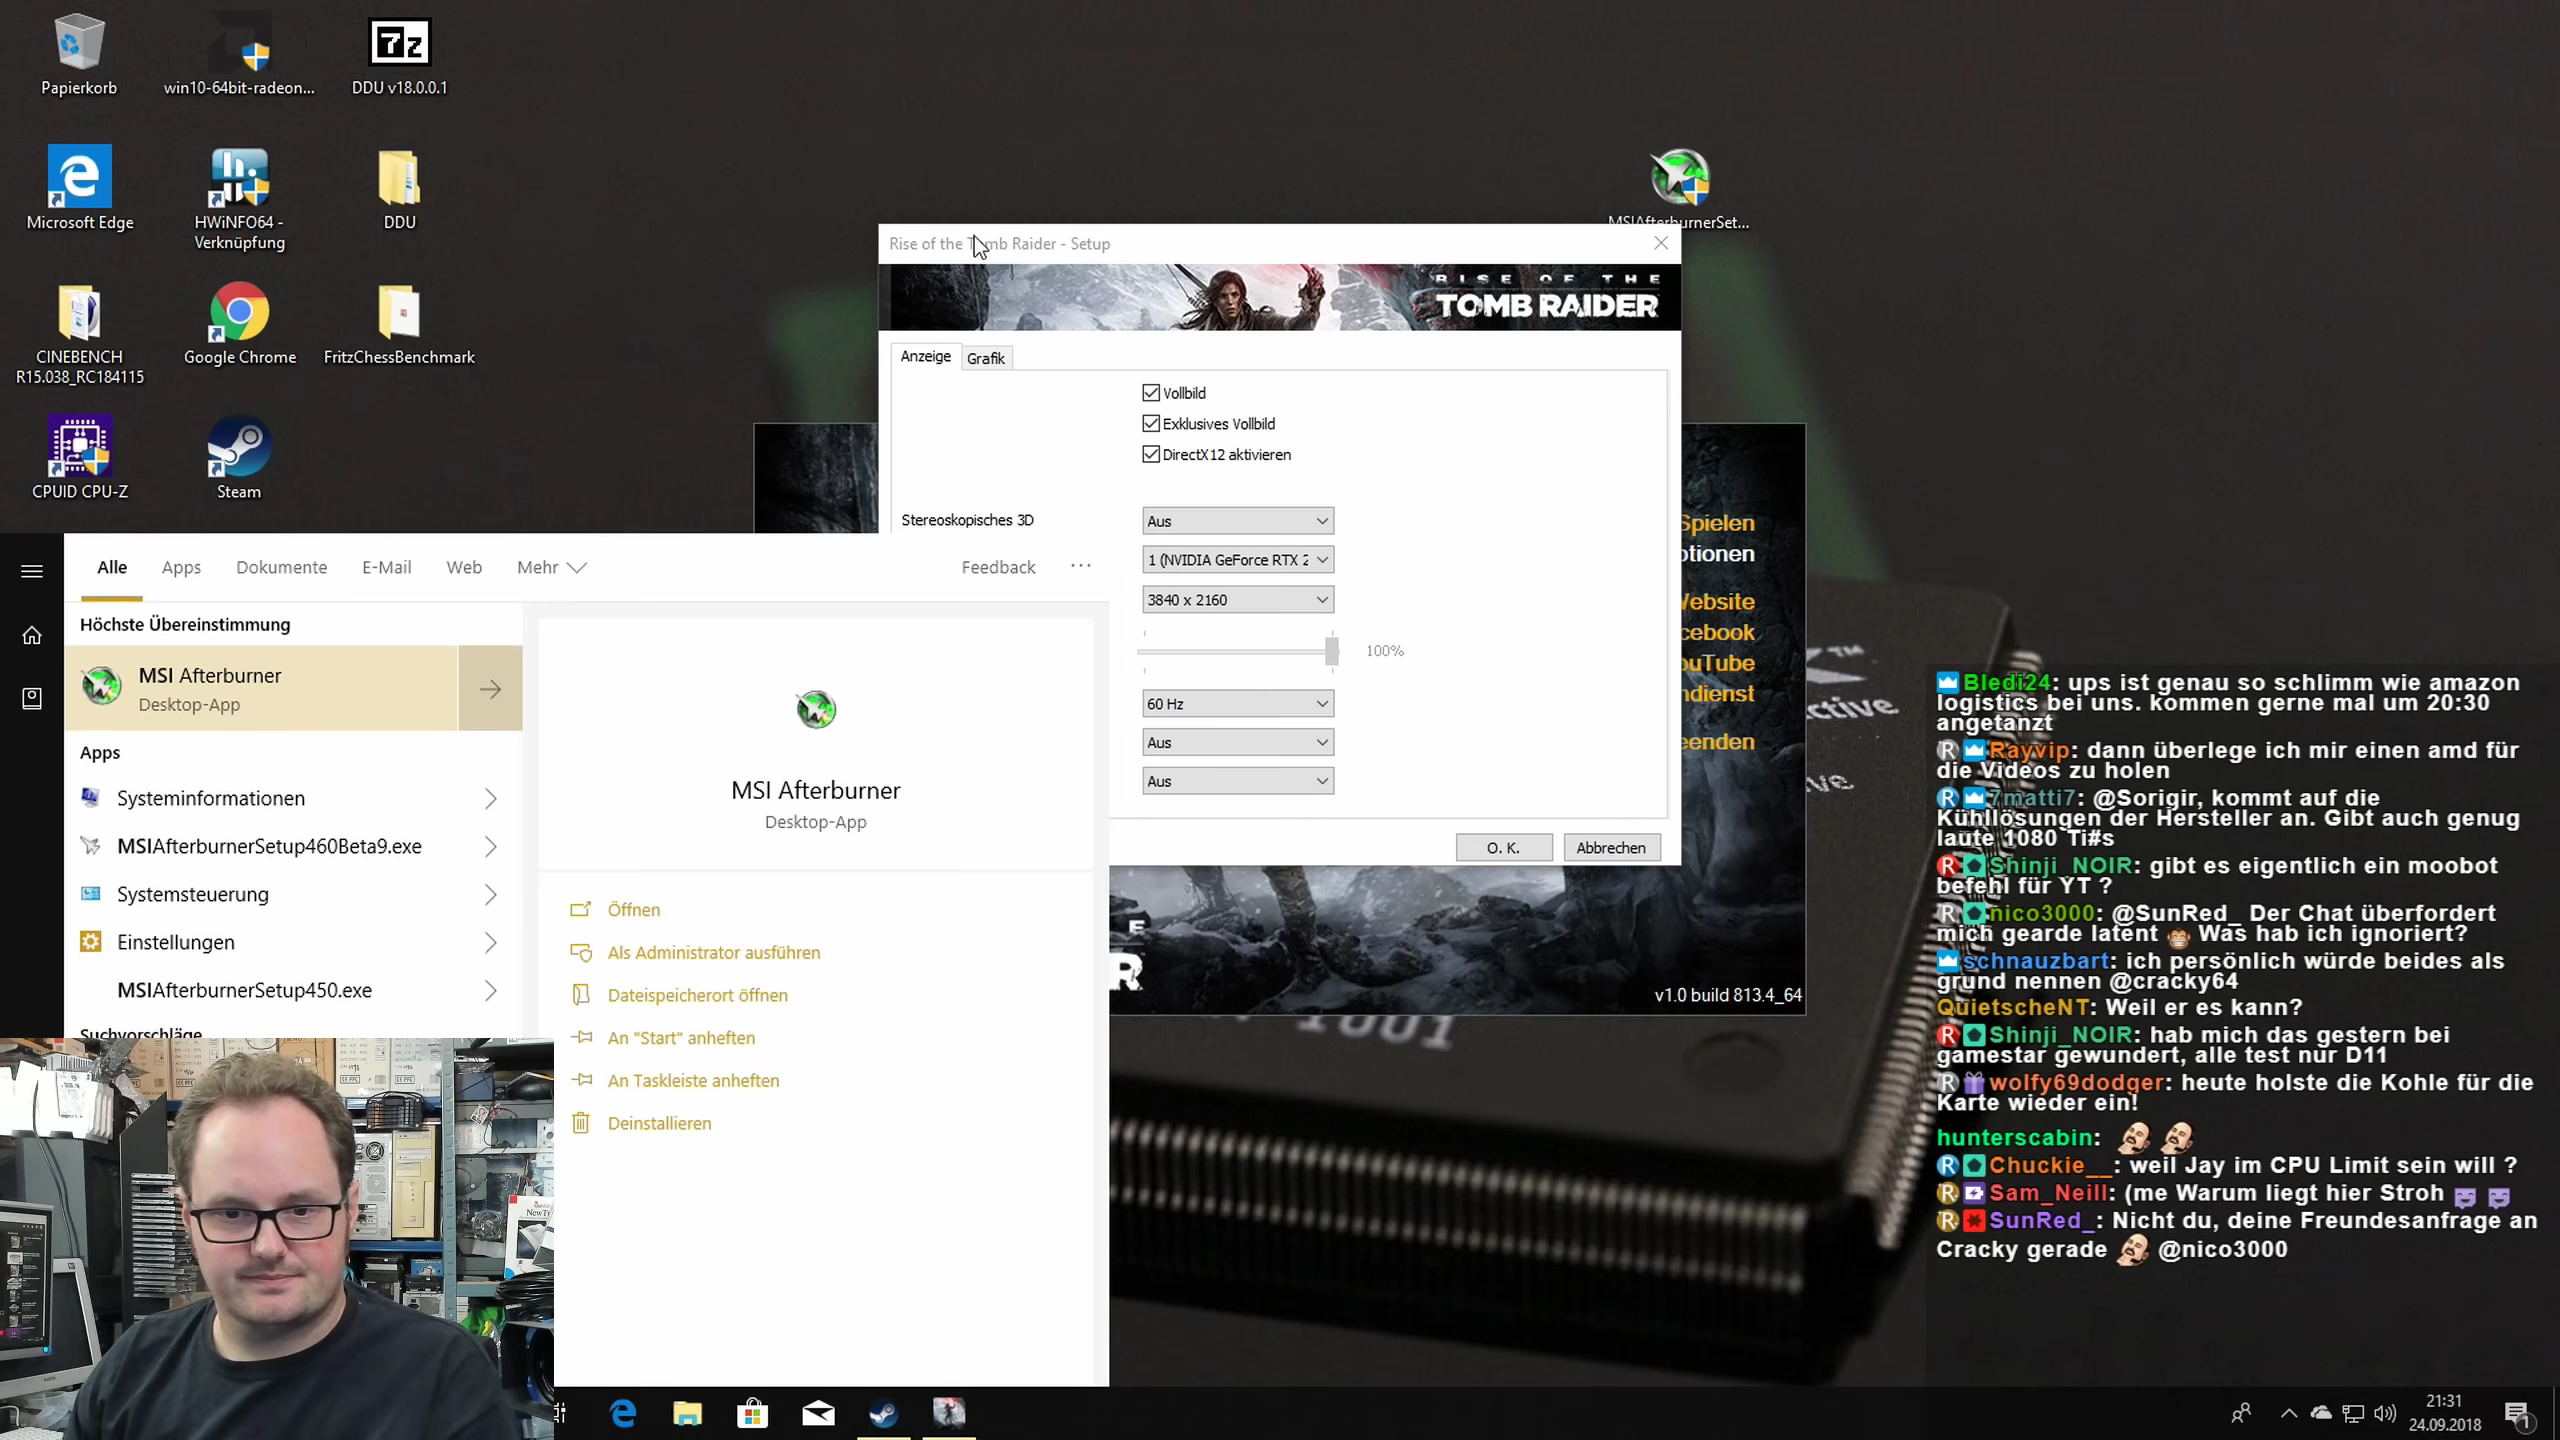 Papierkorb
win10-64bit-radeon...
DDU v18.0.0.1
Microsoft Edge
HWiNFO64 -
Verknüpfung
DDU
CINEBENCH
R15.038_RC184115
Google Chrome
FritzChessBenchmark
CPUID CPU-Z
Steam
MSIAfterburnerSet...
Rise of the Tomb Raider - Setup
RISE OF THE
TOMB RAIDER
Anzeige
Grafik
Vollbild
Exklusives Vollbild
DirectX12 aktivieren
Stereoskopisches 3D
Aus
1 (NVIDIA GeForce RTX 2
3840 x 2160
100%
60 Hz
Aus
Aus
O. K.
Abbrechen
Spielen
ptionen
Website
cebook
ouTube
ndienst
eenden
v1.0 build 813.4_64
Alle
Apps
Dokumente
E-Mail
Web
Mehr
Feedback
Höchste Übereinstimmung
MSI Afterburner
Desktop-App
Apps
Systeminformationen
MSIAfterburnerSetup460Beta9.exe
Systemsteuerung
Einstellungen
MSIAfterburnerSetup450.exe
Suchvorschläge
MSI Afterburner
Desktop-App
Öffnen
Als Administrator ausführen
Dateispeicherort öffnen
An "Start" anheften
An Taskleiste anheften
Deinstallieren
Bledi24: ups ist genau so schlimm wie amazon
logistics bei uns. kommen gerne mal um 20:30
angetanzt
Rayvip: dann überlege ich mir einen amd für
die Videos zu holen
7matti7: @Sorigir, kommt auf die
Kühllösungen der Hersteller an. Gibt auch genug
laute 1080 Ti#s
Shinji_NOIR: gibt es eigentlich ein moobot
befehl für YT ?
nico3000: @SunRed_ Der Chat überfordert
mich gearde latent Was hab ich ignoriert?
schnauzbart: ich persönlich würde beides als
grund nennen @cracky64
QuietscheNT: Weil er es kann?
Shinji_NOIR: hab mich das gestern bei
gamestar gewundert, alle test nur D11
wolfy69dodger: heute holste die Kohle für die
Karte wieder ein!
hunterscabin:
Chuckie__: weil Jay im CPU Limit sein will ?
Sam_Neill: (me Warum liegt hier Stroh
SunRed_: Nicht du, deine Freundesanfrage an
Cracky gerade @nico3000
21:31
24.09.2018